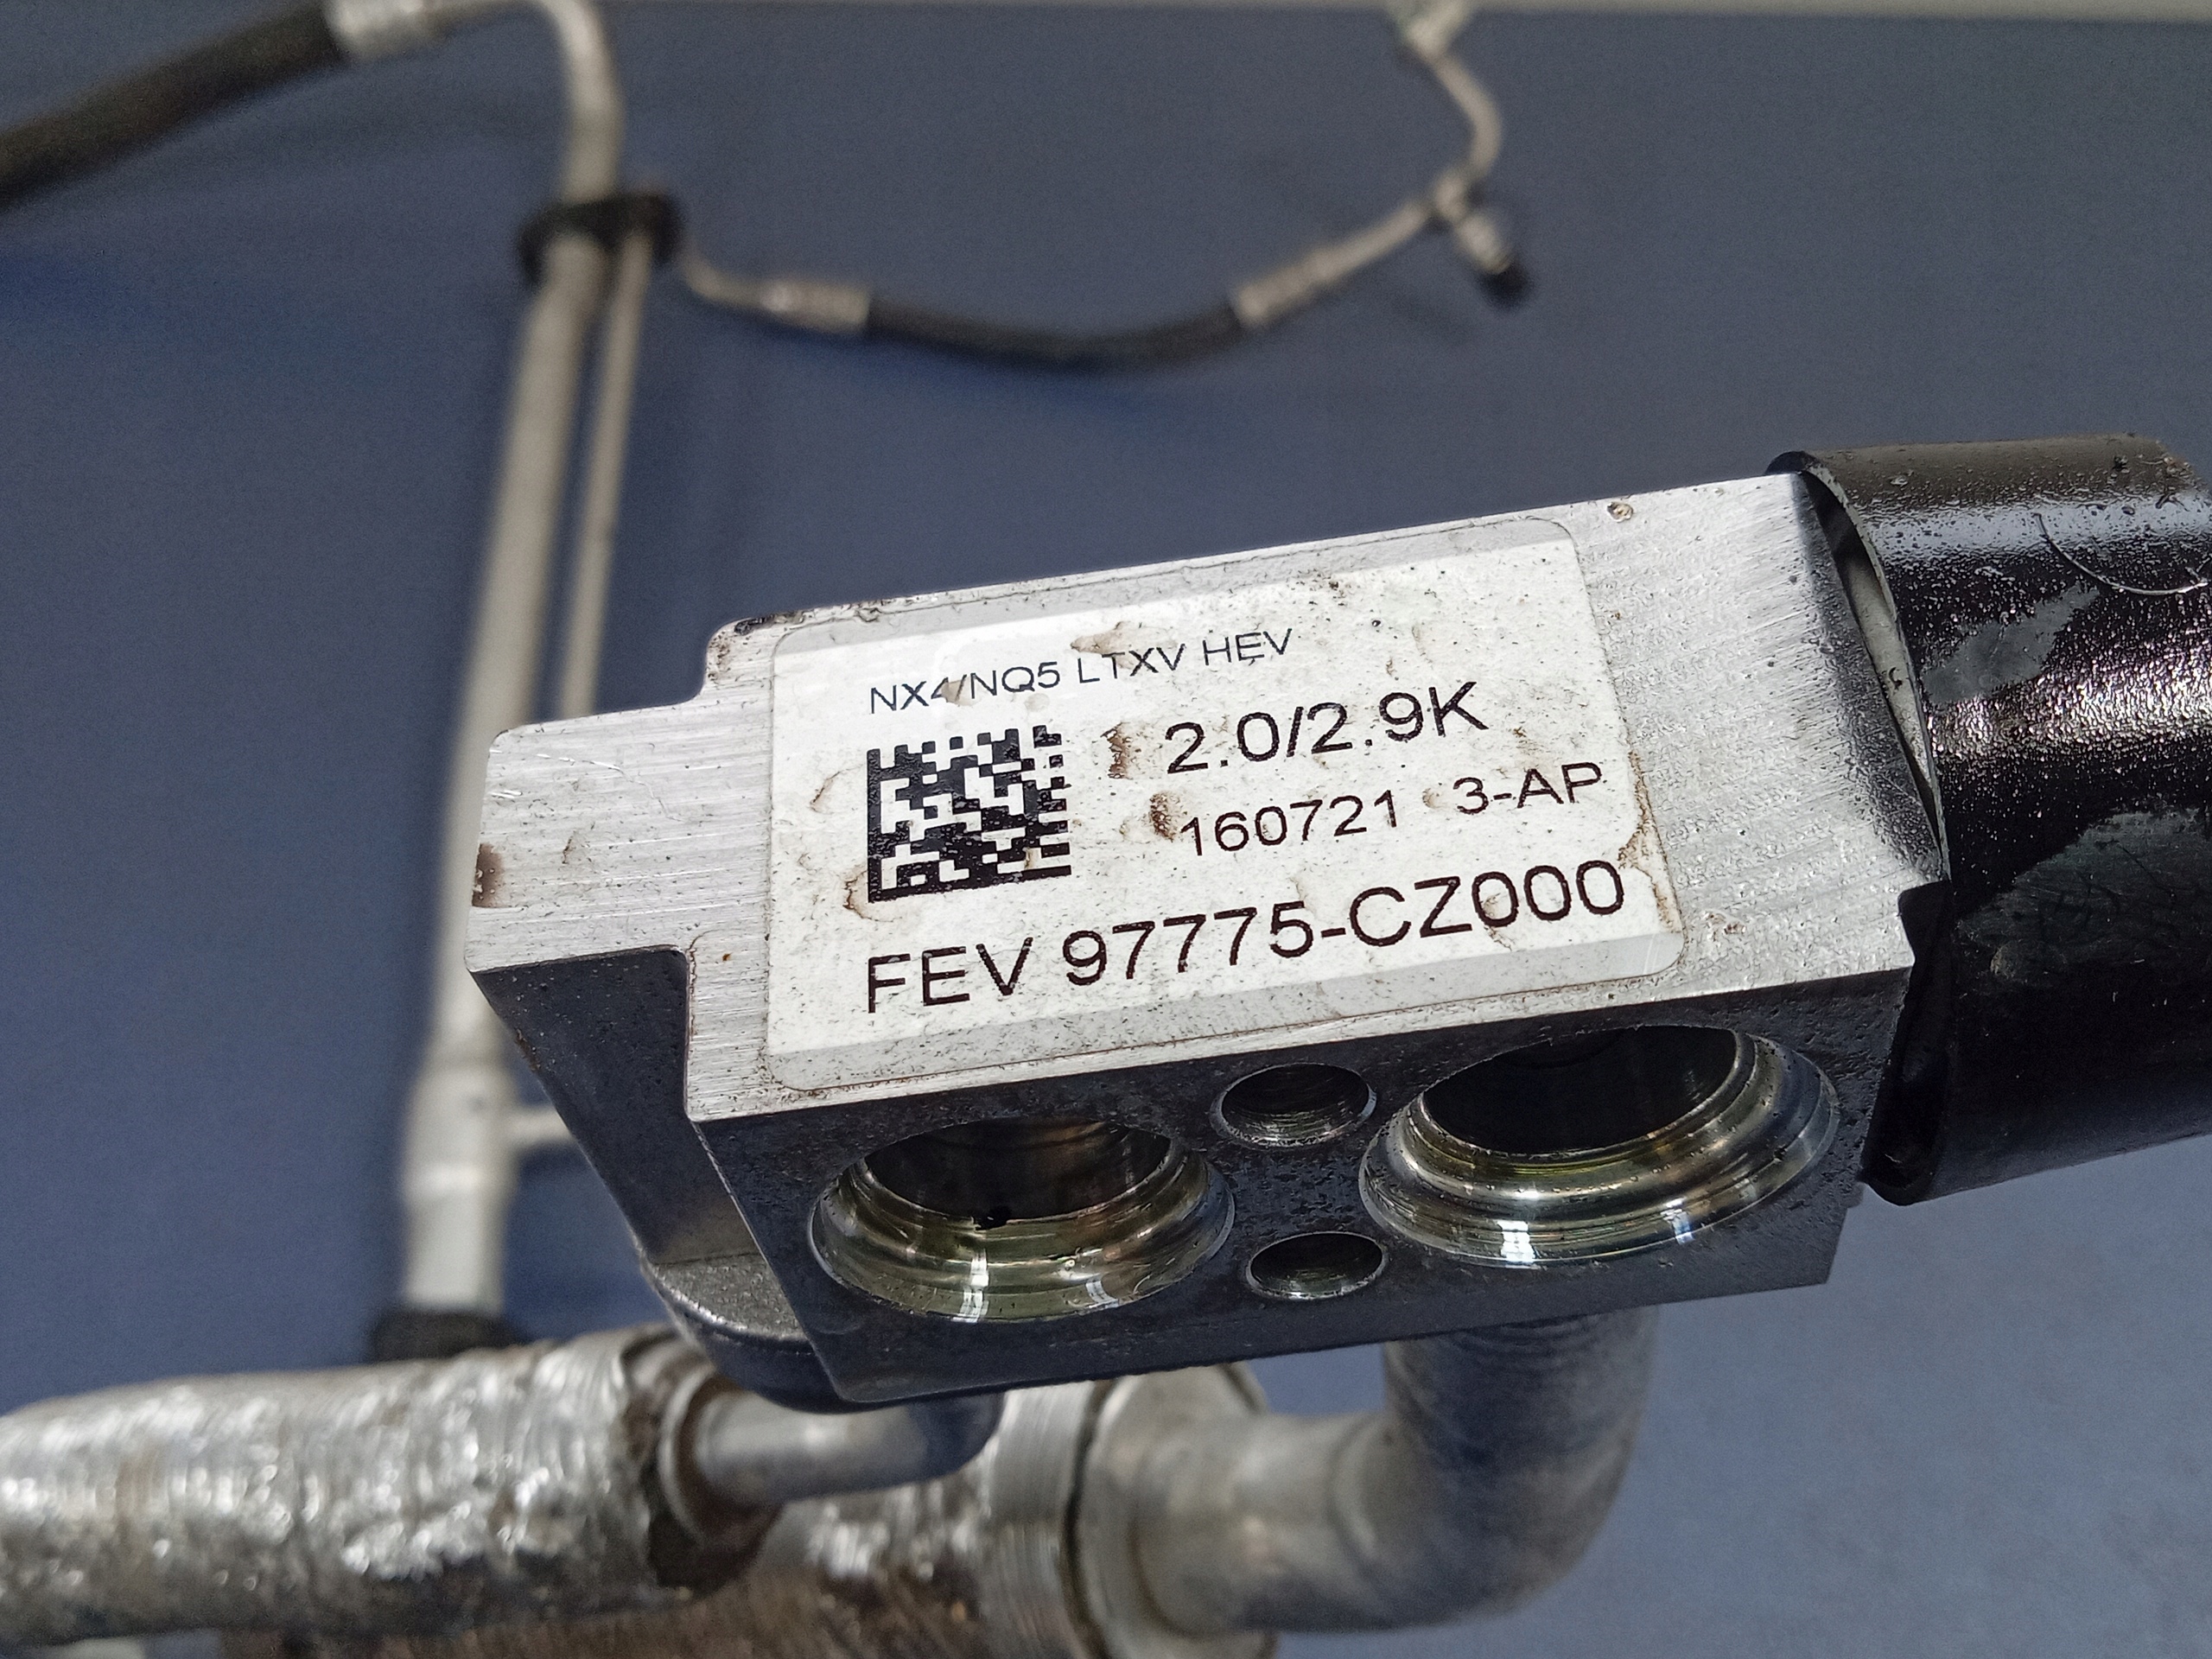 NX4/NQ5 LTXV HEV
2.0/2.9K
160721 3-AP
FEV 97775-CZ000